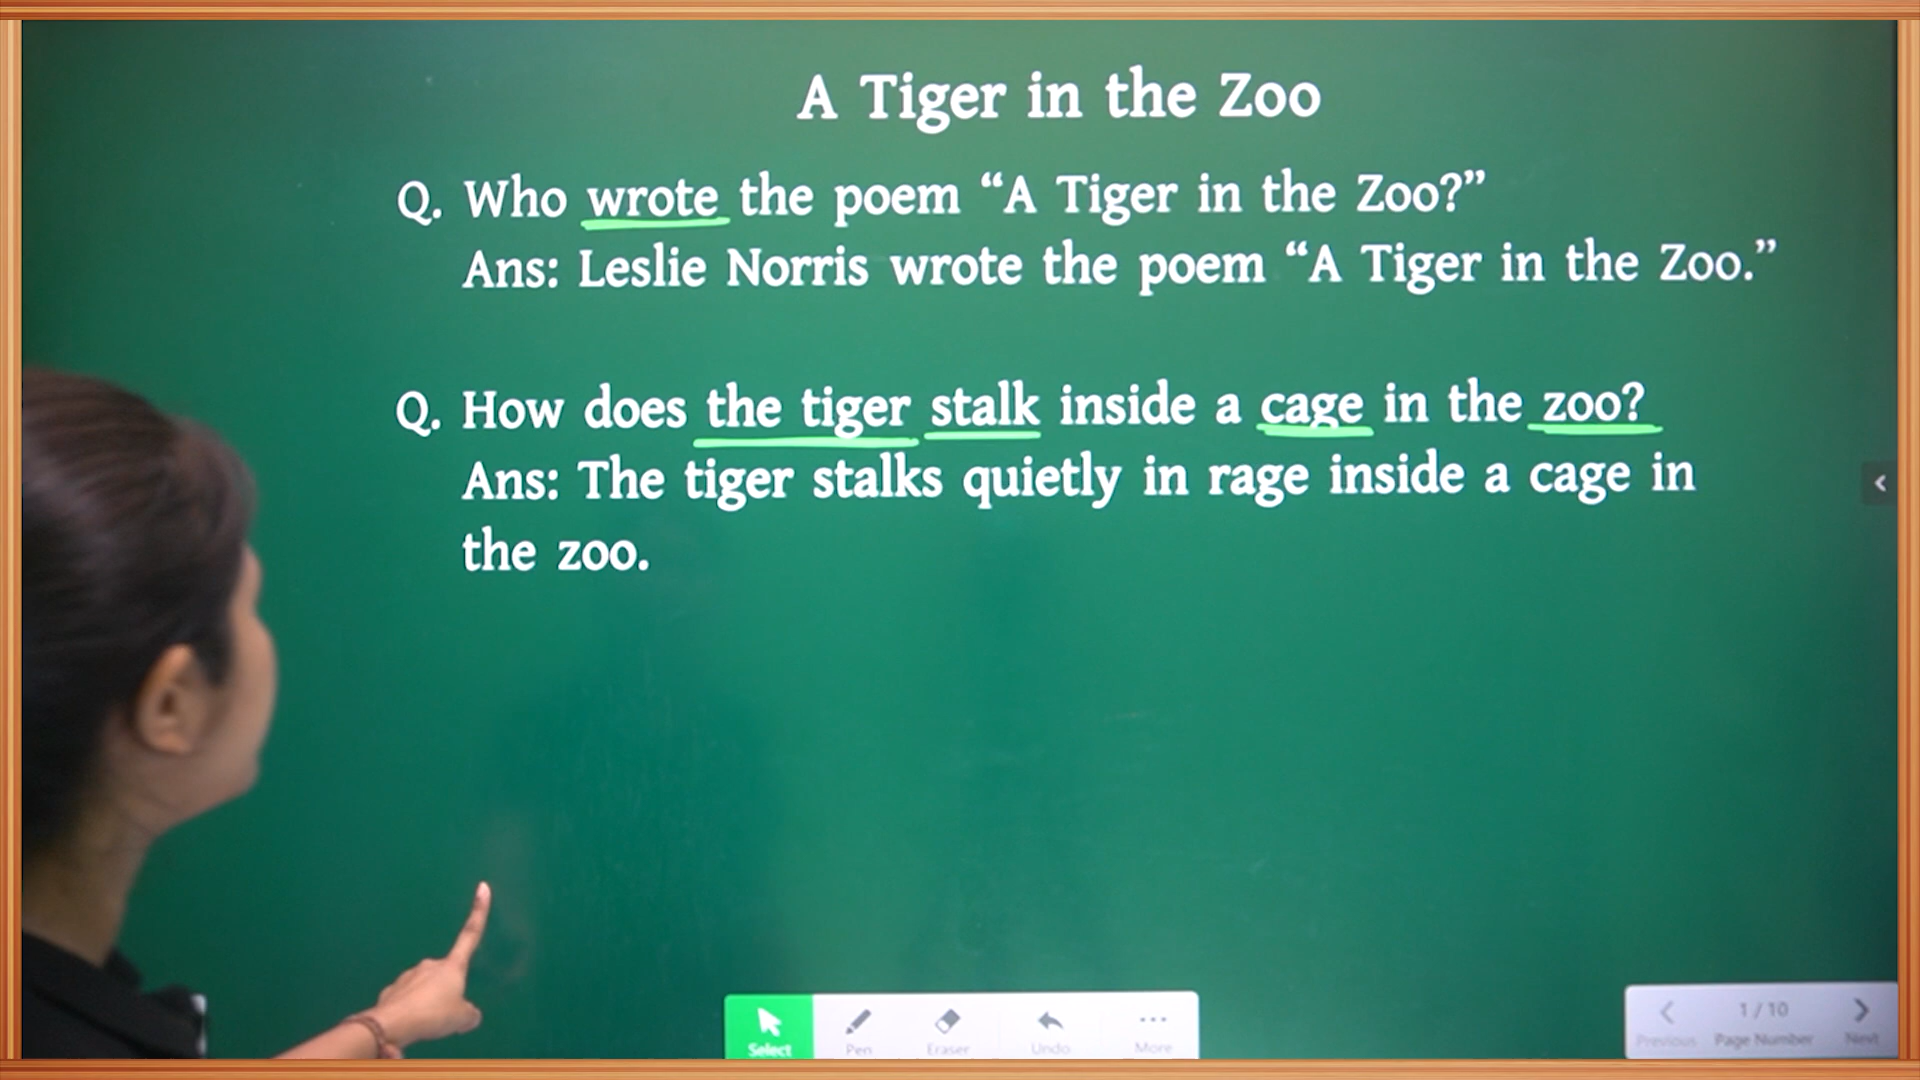 A Tiger in the Zoo
Q. Who wrote the poem “A Tiger in the Zoo?”
Ans: Leslie Norris wrote the poem “A Tiger in the Zoo.”
Q. How does the tiger stalk inside a cage in the zoo?
Ans: The tiger stalks quietly in rage inside a cage in
the zoo.
Select Pen Eraser Undo More
1 / 10
Previous Page Number Next